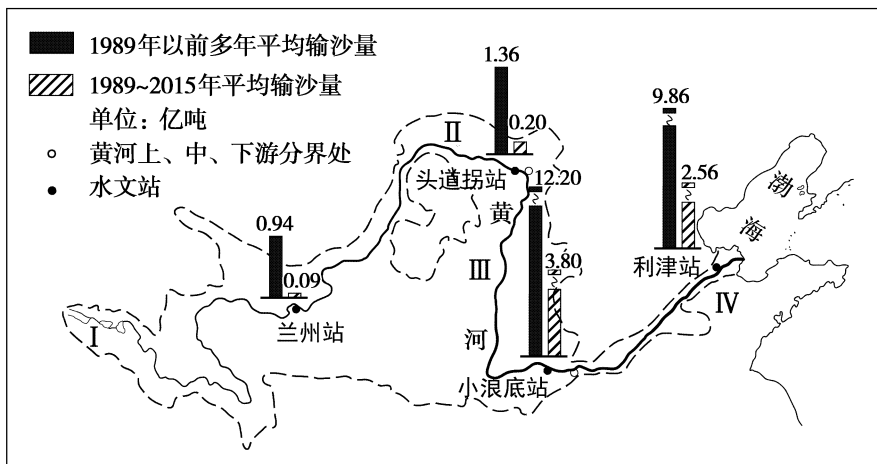 1989年以前多年平均输沙量
1989~2015年平均输沙量
单位：亿吨
黄河上、中、下游分界处
水文站
1.36
0.20
9.86
2.56
Ⅱ
头道拐站
12.20
黄
渤
海
0.94
0.09
Ⅲ
3.80
利津站
Ⅰ
兰州站
河
Ⅳ
小浪底站